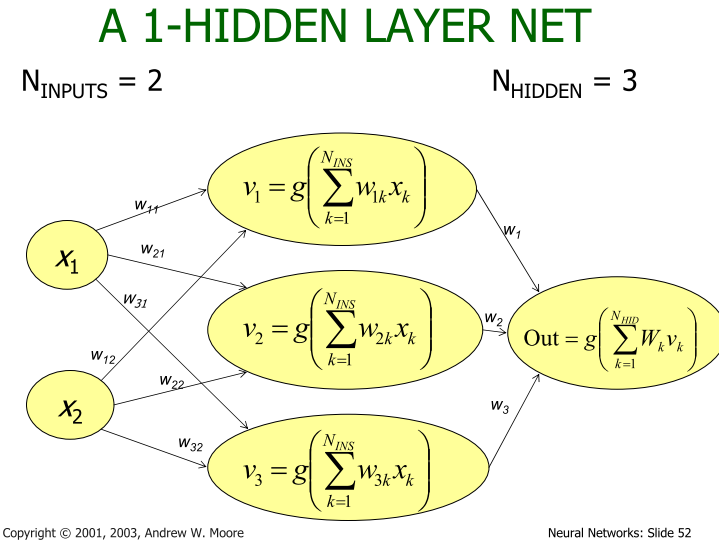 A 1-HIDDEN LAYER NET
N_INPUTS = 2
N_HIDDEN = 3
w_11
w_21
w_31
w_12
w_22
w_32
x_1
x_2
v_1 = g(∑_{k=1}^{N_INS} w_{1k} x_k)
v_2 = g(∑_{k=1}^{N_INS} w_{2k} x_k)
v_3 = g(∑_{k=1}^{N_INS} w_{3k} x_k)
w_1
w_2
w_3
Out = g(∑_{k=1}^{N_HID} W_k v_k)
Copyright © 2001, 2003, Andrew W. Moore
Neural Networks: Slide 52